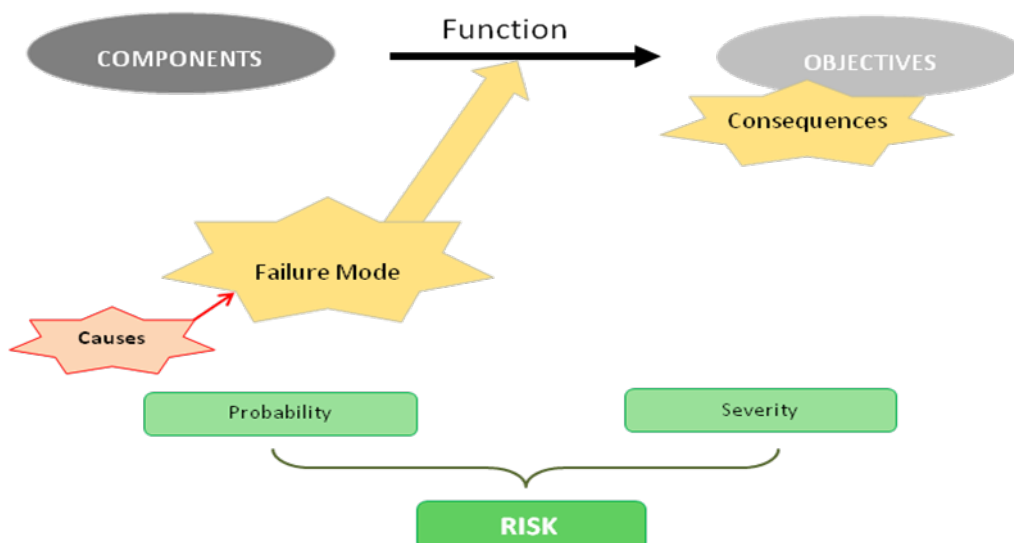 Function
COMPONENTS
OBJECTIVES
Consequences
Failure Mode
Causes
Probability
Severity
RISK